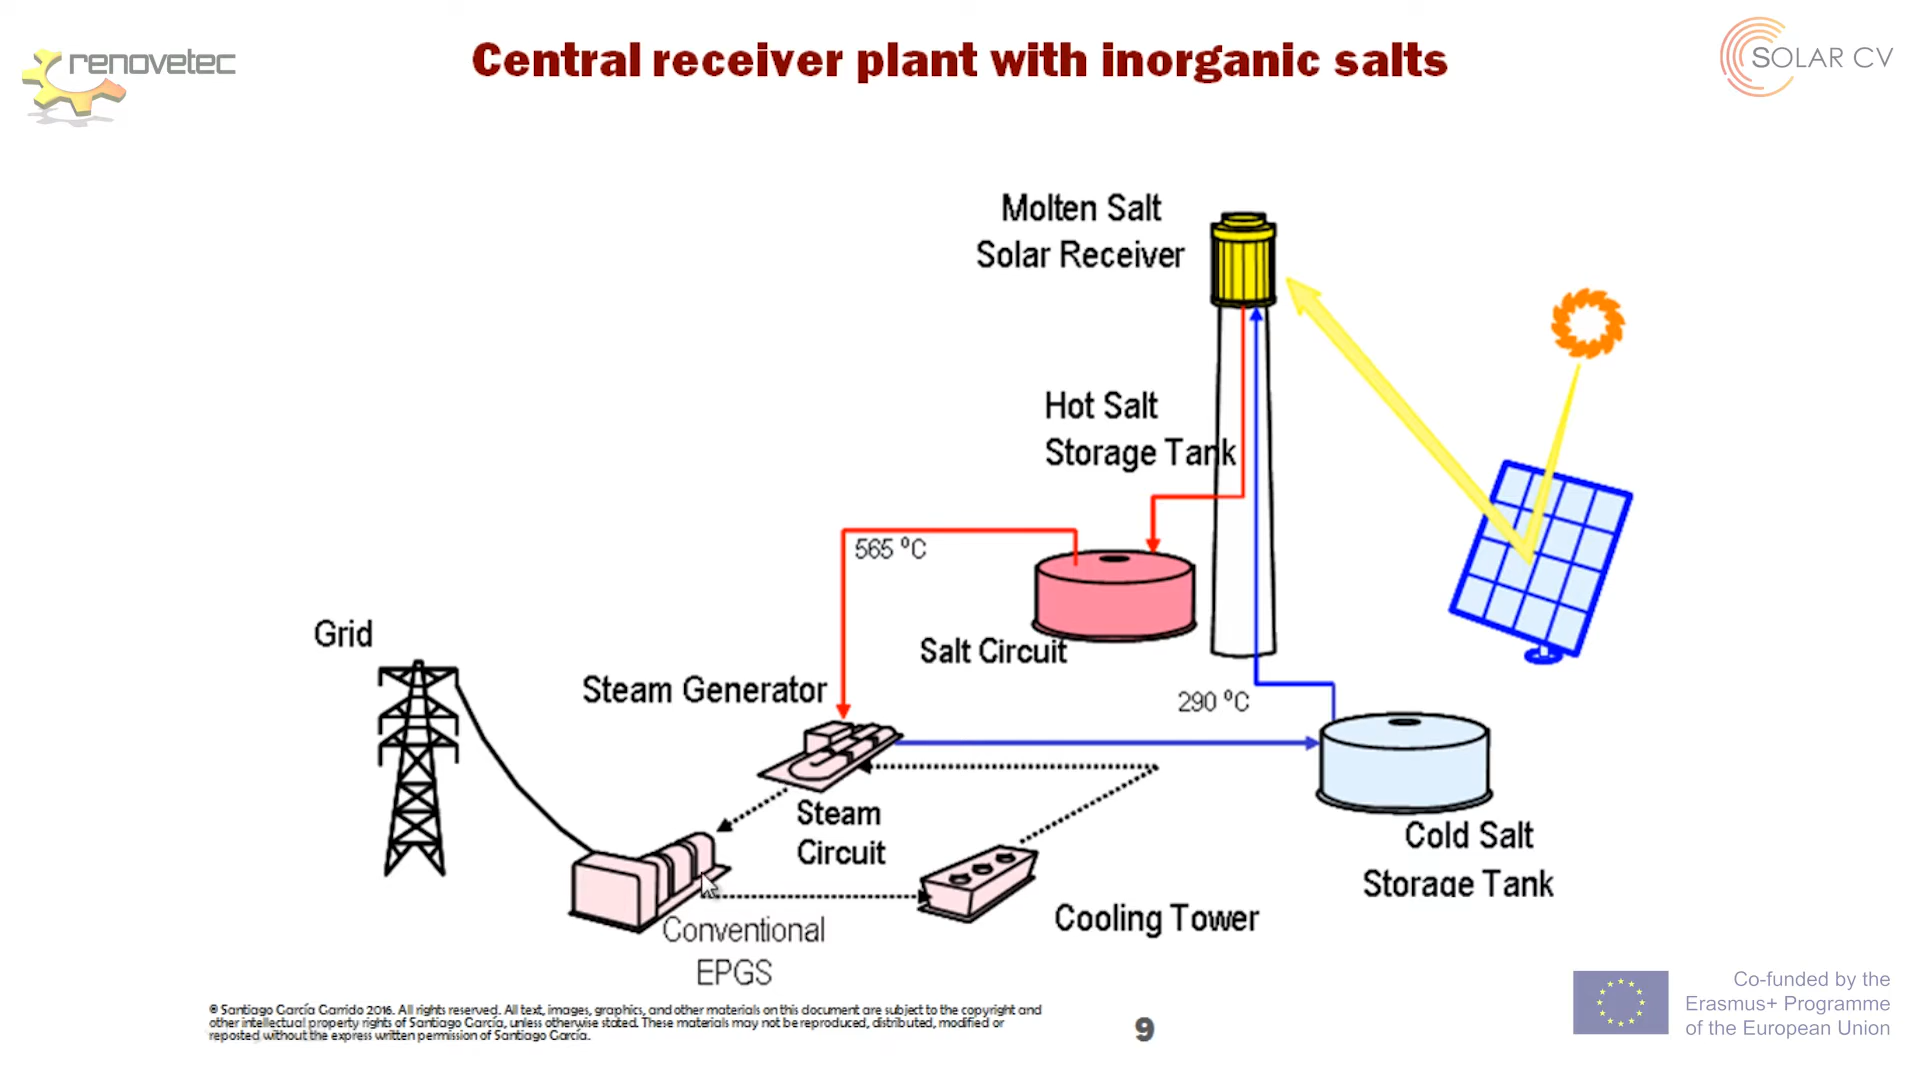 renovetec
Central receiver plant with inorganic salts
SOLAR CV
Molten Salt
Solar Receiver
Hot Salt
Storage Tank
565 ºC
Salt Circuit
Grid
Steam Generator
290 ºC
Steam
Circuit
Cold Salt
Storage Tank
Cooling Tower
Conventional
EPGS
© Santiago García Garrido 2016. All rights reserved. All text, images, graphics, and other materials on this document are subject to the copyright and
other intellectual property rights of Santiago García, unless otherwise stated. These materials may not be reproduced, distributed, modified or
reposted without the express written permission of Santiago García.
9
Co-funded by the
Erasmus+ Programme
of the European Union